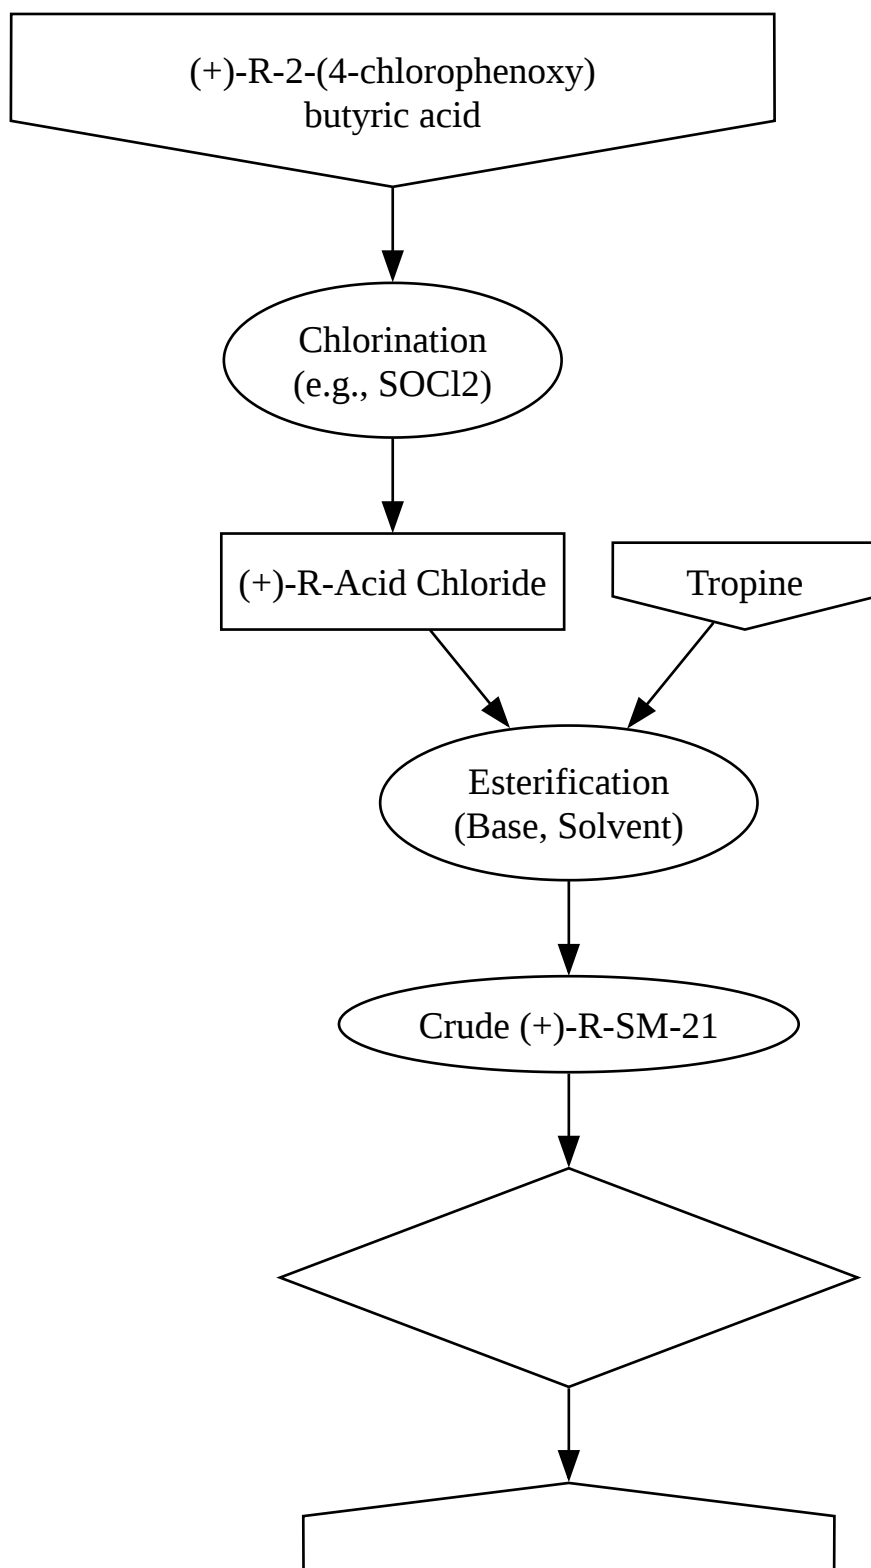 (+)-R-2-(4-chlorophenoxy)
butyric acid
Chlorination
(e.g., SOCl2)
(+)-R-Acid Chloride
Tropine
Esterification
(Base, Solvent)
Crude (+)-R-SM-21